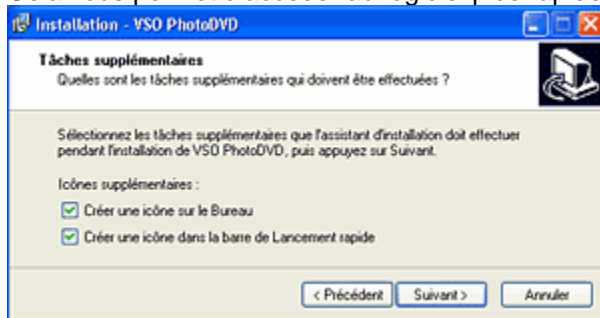 Installation - VSO PhotoDVD
Tâches supplémentaires
Quelles sont les tâches supplémentaires qui doivent être effectuées ?
Sélectionnez les tâches supplémentaires que l'assistant d'installation doit effectuer
pendant l'installation de VSO PhotoDVD, puis appuyez sur Suivant.
Icônes supplémentaires :
Créer une icône sur le Bureau
Créer une icône dans la barre de Lancement rapide
< Précédent Suivant > Annuler